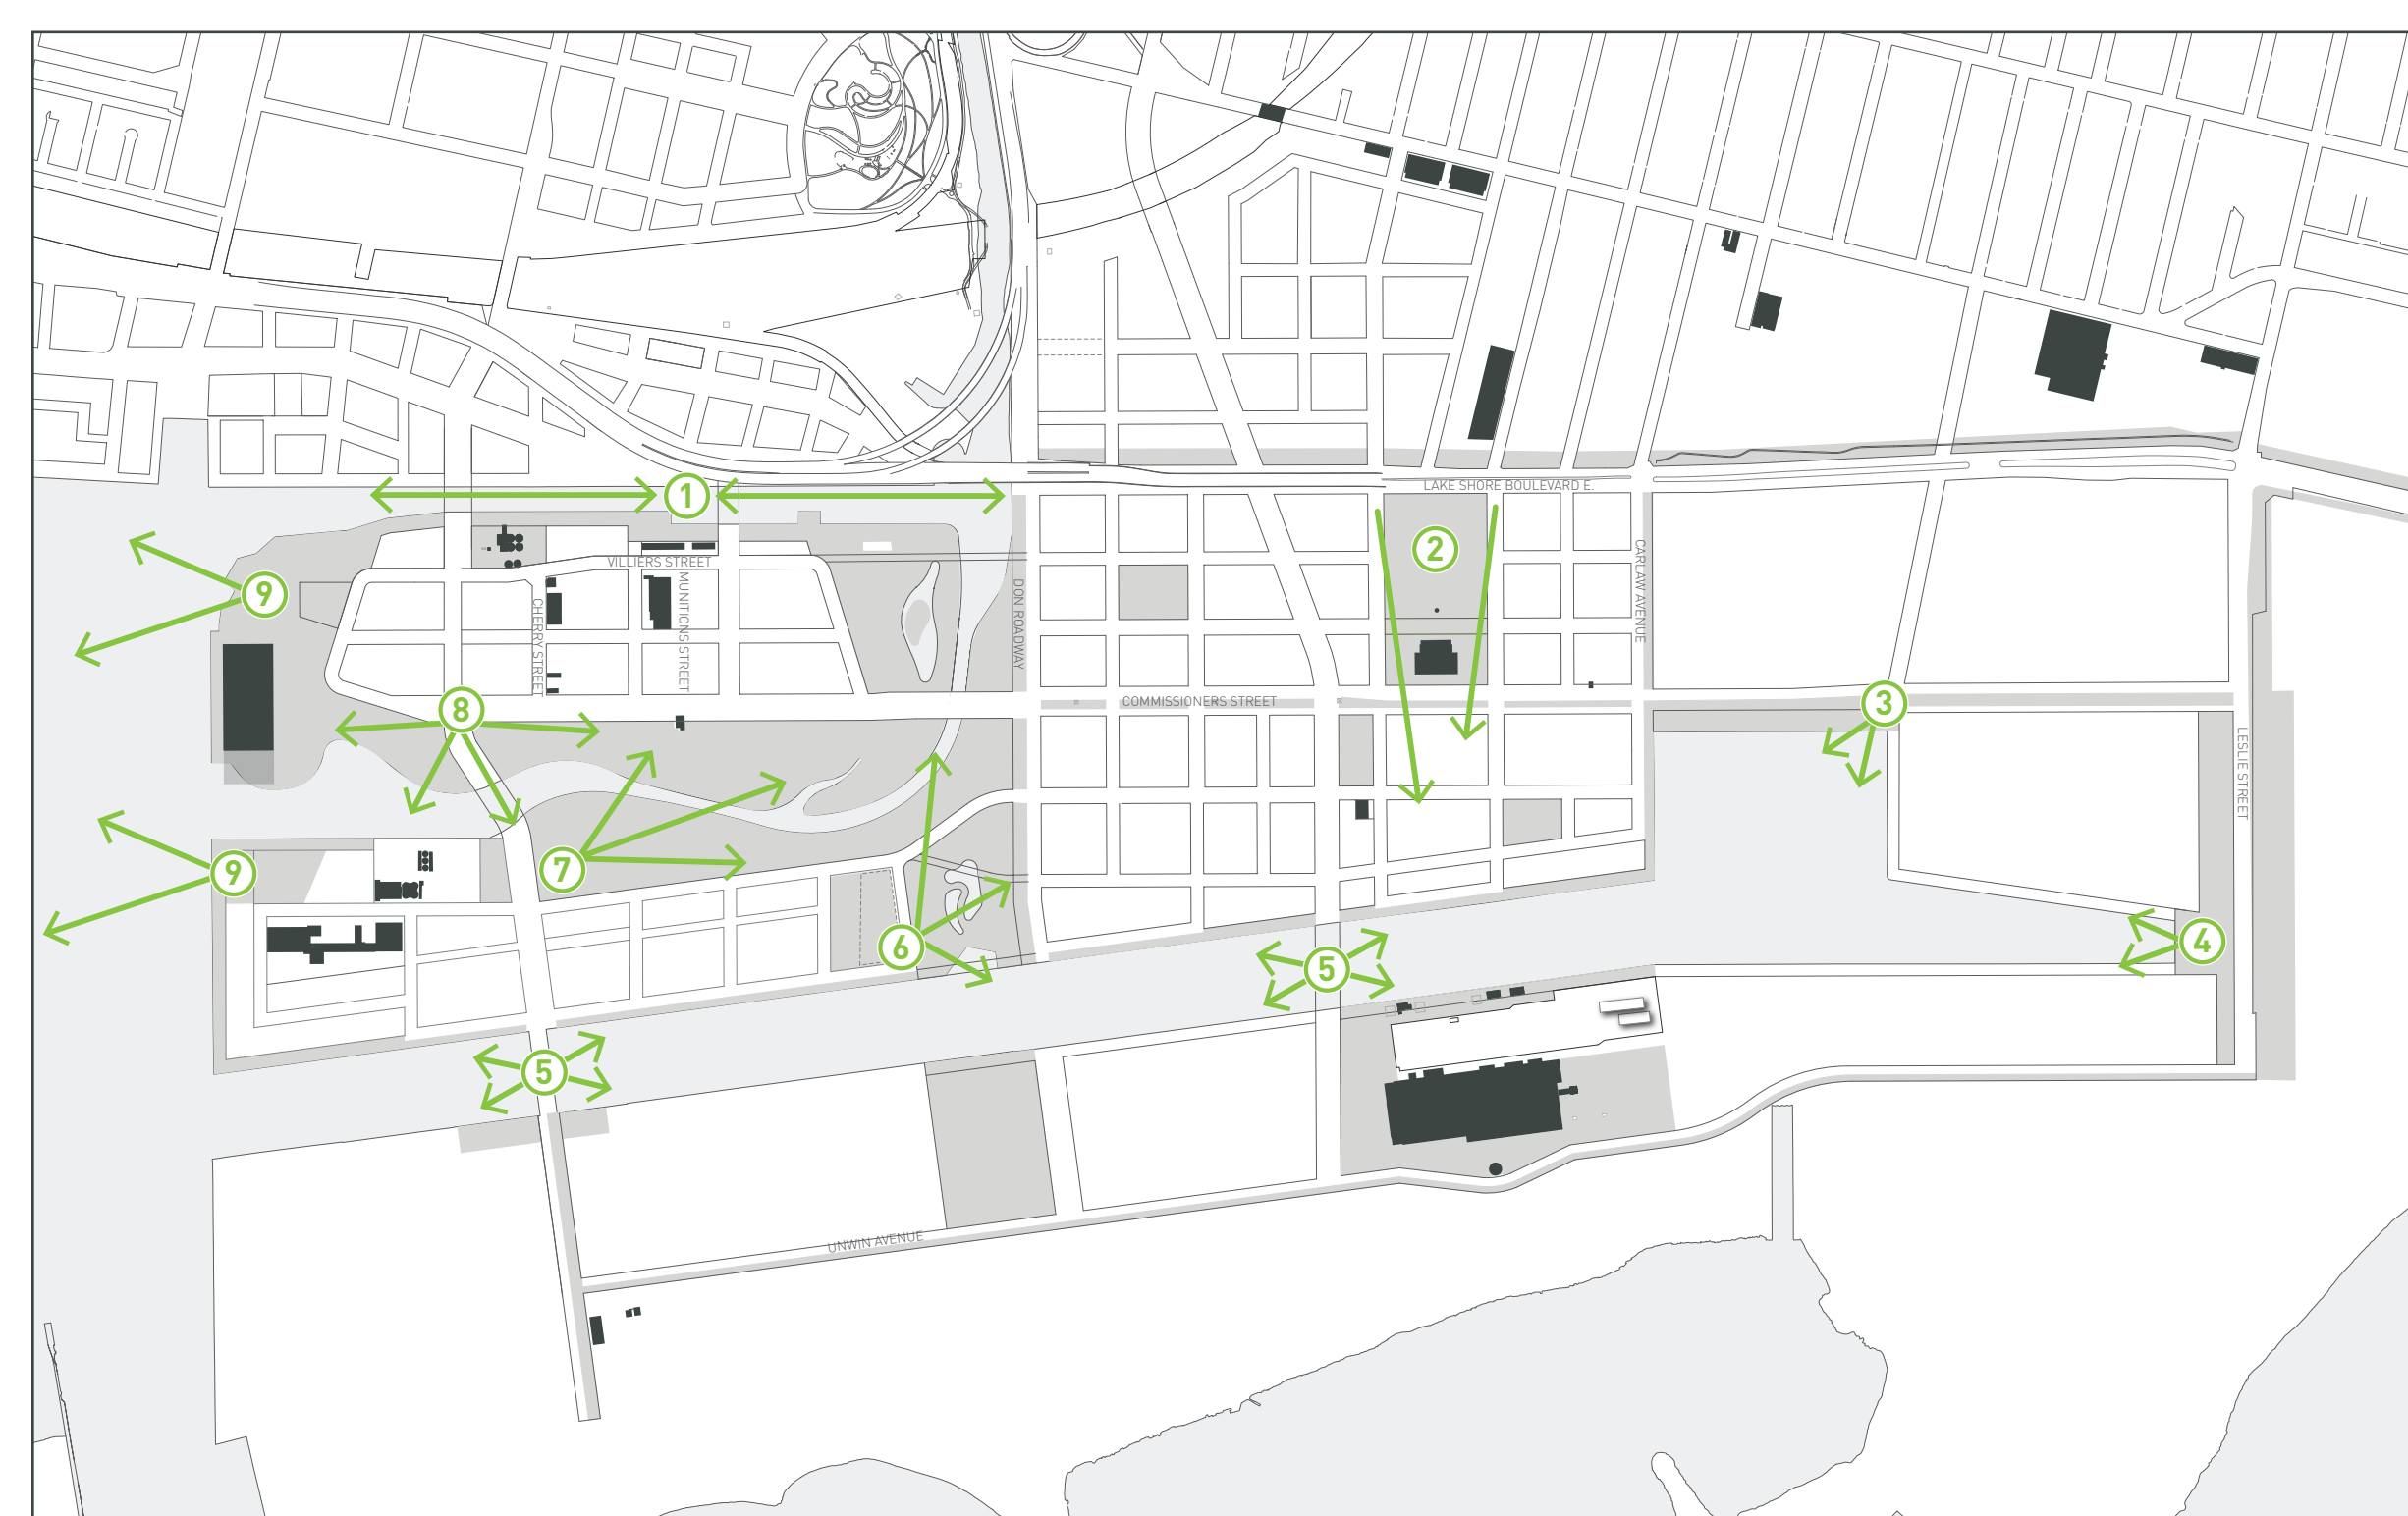 LAKE SHORE BOULEVARD E.
1
2
VILLIERS STREET
9
MUNITIONS STREET
CHERRY STREET
DON ROADWAY
CARLAW AVENUE
COMMISSIONERS STREET
3
8
LESLIE STREET
7
9
6
4
5
5
UNWIN AVENUE